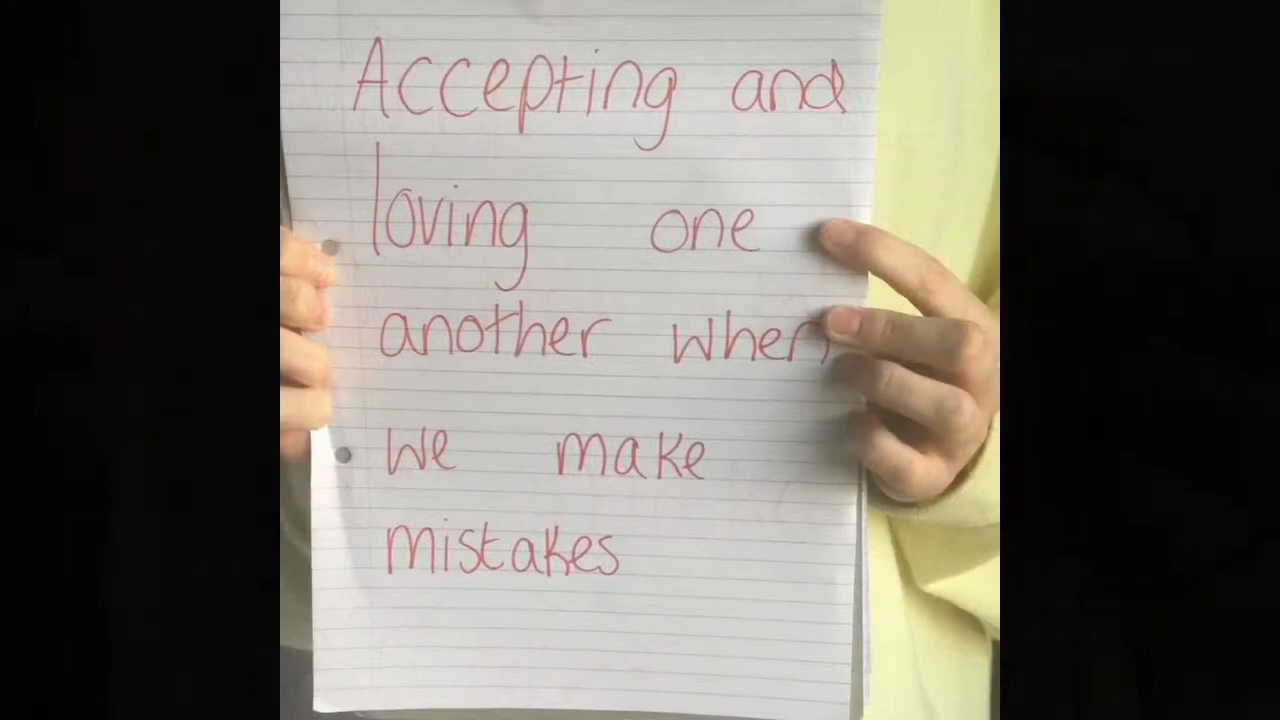 Accepting and
loving one
another when
we make
mistakes